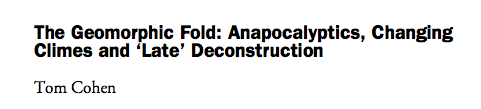 The Geomorphic Fold: Anapocalyptics, Changing
Climes and ‘Late’ Deconstruction
Tom Cohen